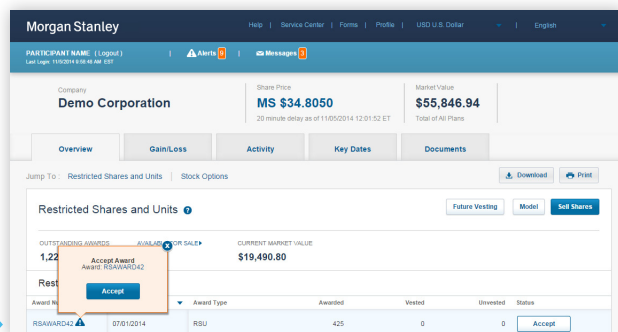 Morgan Stanley
Help | Service Center | Forms | Profile | USD U.S. Dollar | English
PARTICIPANT NAME (Logout) | Alerts 9 | Messages 3
Last Login: 11/5/2014 8:58:48 AM EST
Company
Demo Corporation
Share Price
MS $34.8050
20 minute delay as of 11/05/2014 12:01:52 ET
Market Value
$55,846.94
Total of All Plans
Overview Gain/Loss Activity Key Dates Documents
Jump To : Restricted Shares and Units | Stock Options
Download Print
Restricted Shares and Units ?
Future Vesting Model Sell Shares
OUTSTANDING AWARDS CURRENT MARKET VALUE
FOR SALE
$19,490.80
Accept Award
Award: RSAWARD42
Accept
Award Type Awarded Vested Unvested Status
RSAWARD42 07/01/2014 RSU 425 0 0 Accept